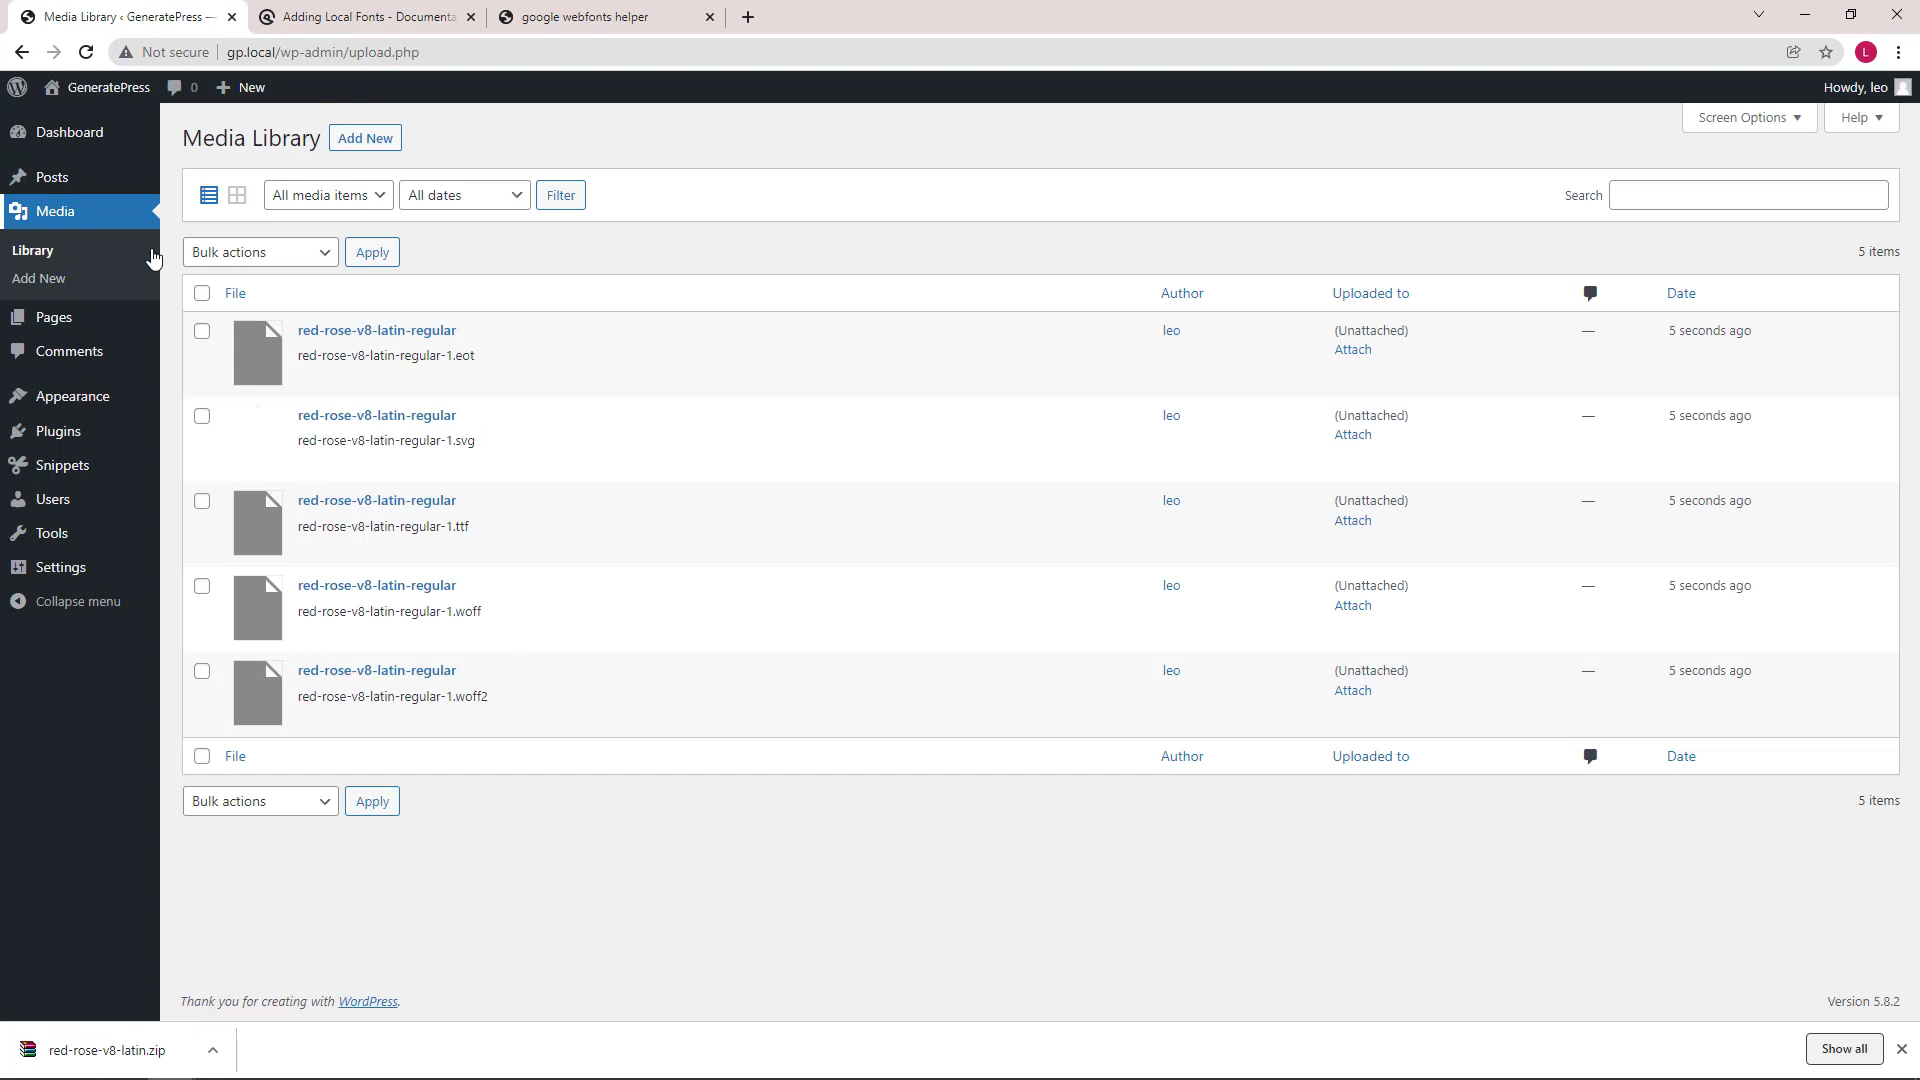 Media Library ‹ GeneratePress —
Adding Local Fonts - Documenta
google webfonts helper
Not secure
gp.local/wp-admin/upload.php
L
GeneratePress
0
New
Howdy, leo
Dashboard
Posts
Media
Library
Add New
Pages
Comments
Appearance
Plugins
Snippets
Users
Tools
Settings
Collapse menu
Screen Options
Help
Media Library
Add New
All media items
All dates
Filter
Search
Bulk actions
Apply
5 items
File
Author
Uploaded to
Date
red-rose-v8-latin-regular
red-rose-v8-latin-regular-1.eot
leo
(Unattached)
Attach
—
5 seconds ago
red-rose-v8-latin-regular
red-rose-v8-latin-regular-1.svg
leo
(Unattached)
Attach
—
5 seconds ago
red-rose-v8-latin-regular
red-rose-v8-latin-regular-1.ttf
leo
(Unattached)
Attach
—
5 seconds ago
red-rose-v8-latin-regular
red-rose-v8-latin-regular-1.woff
leo
(Unattached)
Attach
—
5 seconds ago
red-rose-v8-latin-regular
red-rose-v8-latin-regular-1.woff2
leo
(Unattached)
Attach
—
5 seconds ago
File
Author
Uploaded to
Date
Bulk actions
Apply
5 items
Thank you for creating with WordPress.
Version 5.8.2
red-rose-v8-latin.zip
Show all